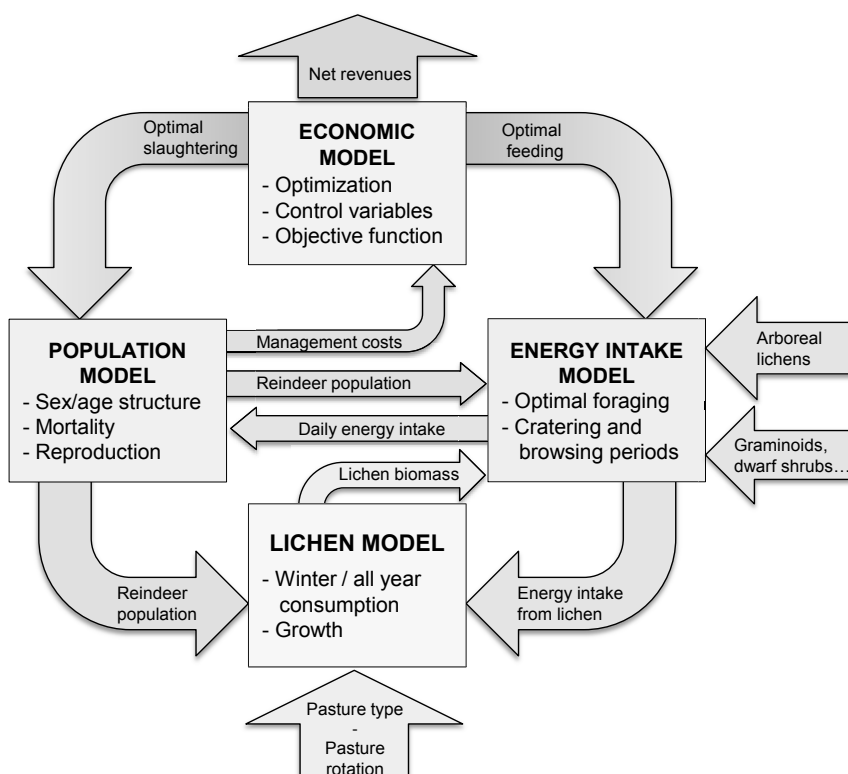 Net revenues
Optimal
slaughtering
ECONOMIC
MODEL
- Optimization
- Control variables
- Objective function
Optimal
feeding
POPULATION
MODEL
- Sex/age structure
- Mortality
- Reproduction
Management costs
Reindeer population
Daily energy intake
Lichen biomass
ENERGY INTAKE
MODEL
- Optimal foraging
- Cratering and
browsing periods
Arboreal
lichens
Graminoids,
dwarf shrubs…
Reindeer
population
LICHEN MODEL
- Winter / all year
consumption
- Growth
Energy intake
from lichen
Pasture type
-
Pasture
rotation